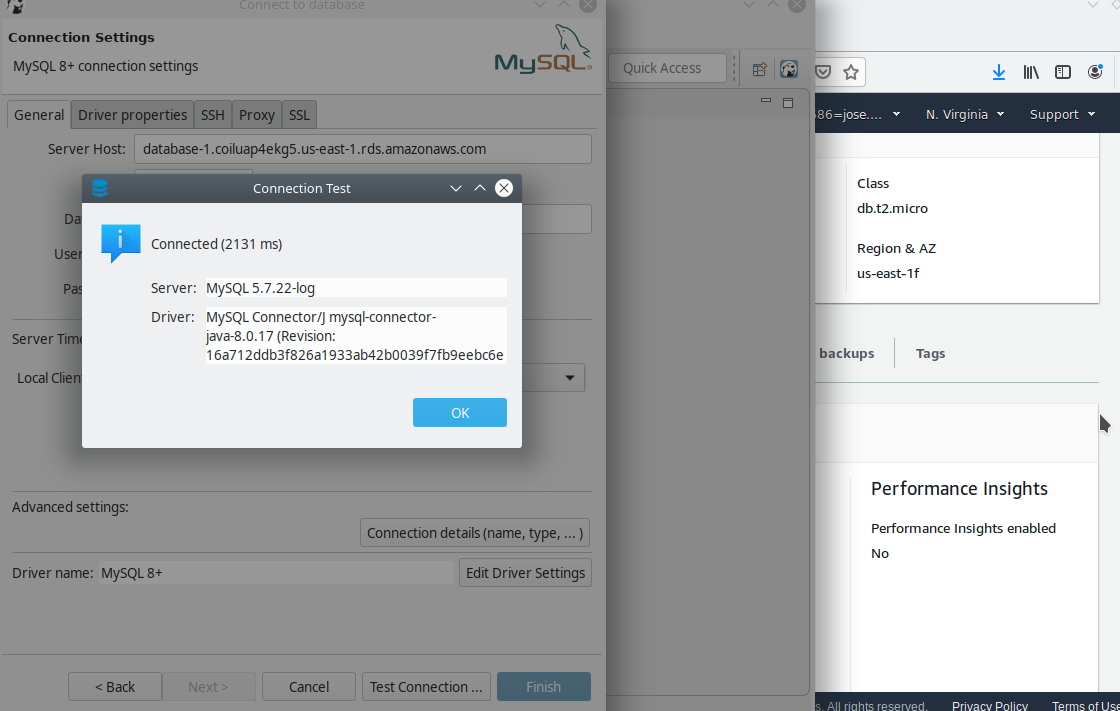 Connect to database
Connection Settings
MySQL 8+ connection settings
MySQL®
General
Driver properties
SSH
Proxy
SSL
Server Host: database-1.coiluap4ekg5.us-east-1.rds.amazonaws.com
Connection Test
Connected (2131 ms)
Server: MySQL 5.7.22-log
Driver: MySQL Connector/J mysql-connector-
java-8.0.17 (Revision:
16a712ddb3f826a1933ab42b0039f7fb9eebc6e
OK
Server Time
Local Clien
Advanced settings:
Connection details (name, type, ... )
Driver name: MySQL 8+
Edit Driver Settings
< Back
Next >
Cancel
Test Connection ...
Finish
Quick Access
86=jose....
N. Virginia
Support
Class
db.t2.micro
Region & AZ
us-east-1f
backups
Tags
Performance Insights
Performance Insights enabled
No
s. All rights reserved.
Privacy Policy
Terms of Use